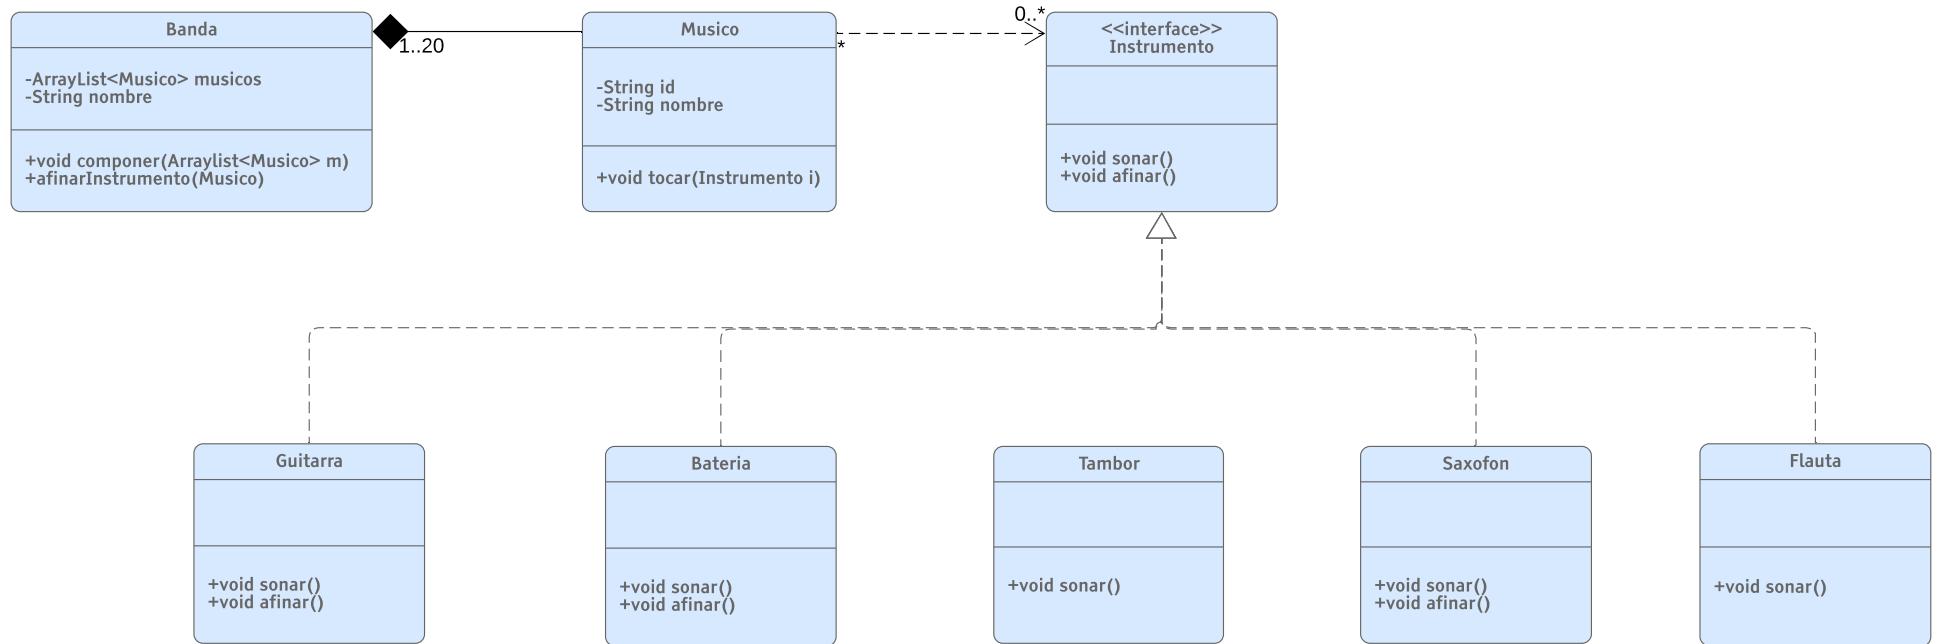 Banda
-ArrayList<Musico> musicos
-String nombre
+void componer(Arraylist<Musico> m)
+afinarInstrumento(Musico)
1..20
Musico
-String id
-String nombre
+void tocar(Instrumento i)
*
0..*
<<interface>>
Instrumento
+void sonar()
+void afinar()
Guitarra
+void sonar()
+void afinar()
Bateria
+void sonar()
+void afinar()
Tambor
+void sonar()
Saxofon
+void sonar()
+void afinar()
Flauta
+void sonar()